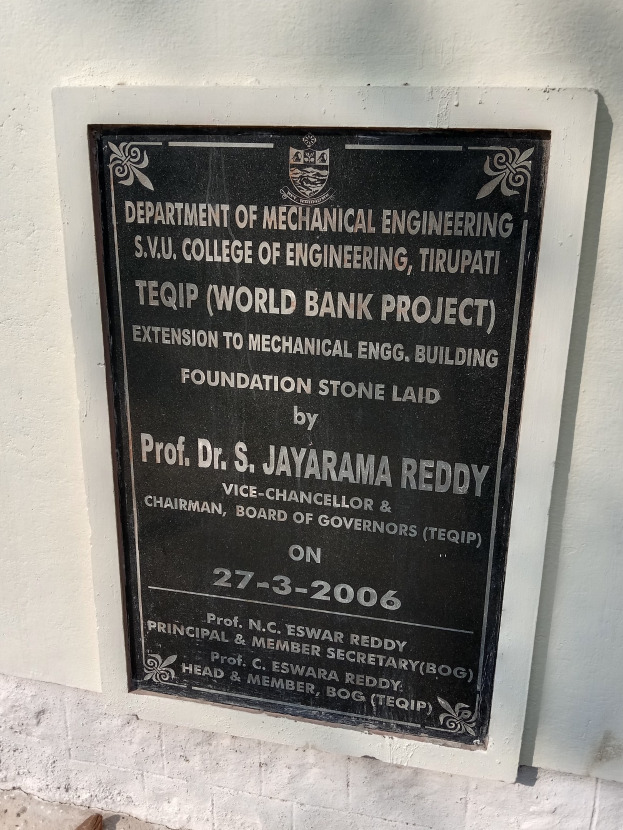 DEPARTMENT OF MECHANICAL ENGINEERING
S.V.U. COLLEGE OF ENGINEERING, TIRUPATI
TEQIP (WORLD BANK PROJECT)
EXTENSION TO MECHANICAL ENGG. BUILDING
FOUNDATION STONE LAID
by
Prof. Dr. S. JAYARAMA REDDY
VICE-CHANCELLOR &
CHAIRMAN, BOARD OF GOVERNORS (TEQIP)
ON
27-3-2006
Prof. N.C. ESWAR REDDY
PRINCIPAL & MEMBER SECRETARY(BOG)
Prof. C. ESWARA REDDY
HEAD & MEMBER, BOG (TEQIP)